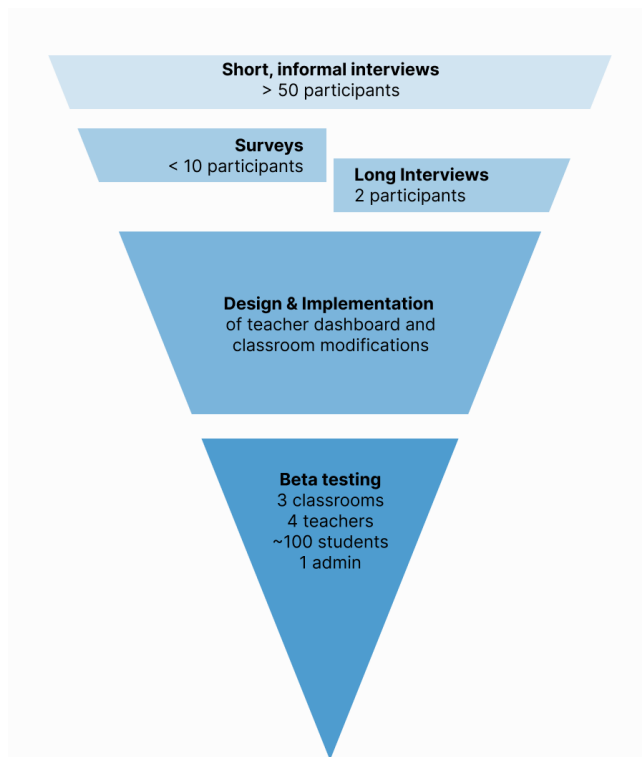 Short, informal interviews
> 50 participants
Surveys
< 10 participants
Long Interviews
2 participants
Design & Implementation
of teacher dashboard and
classroom modifications
Beta testing
3 classrooms
4 teachers
~100 students
1 admin